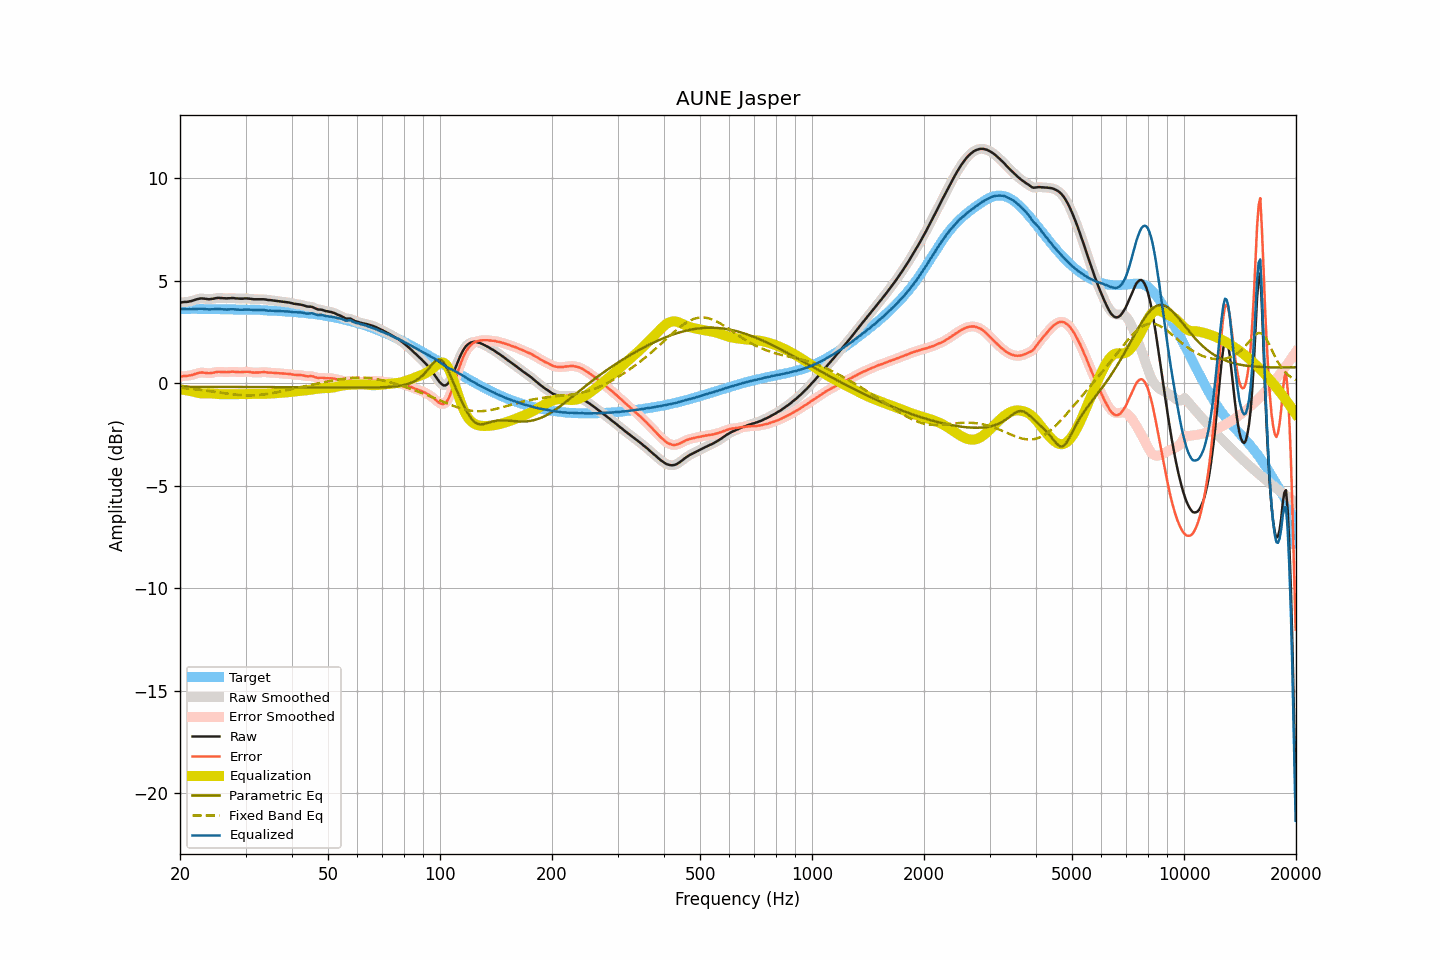 AUNE Jasper
10
5
0
−5
−10
−15
−20
Amplitude (dBr)
Target
Raw Smoothed
Error Smoothed
Raw
Error
Equalization
Parametric Eq
Fixed Band Eq
Equalized
20 50 100 200 500 1000 2000 5000 10000 20000
Frequency (Hz)